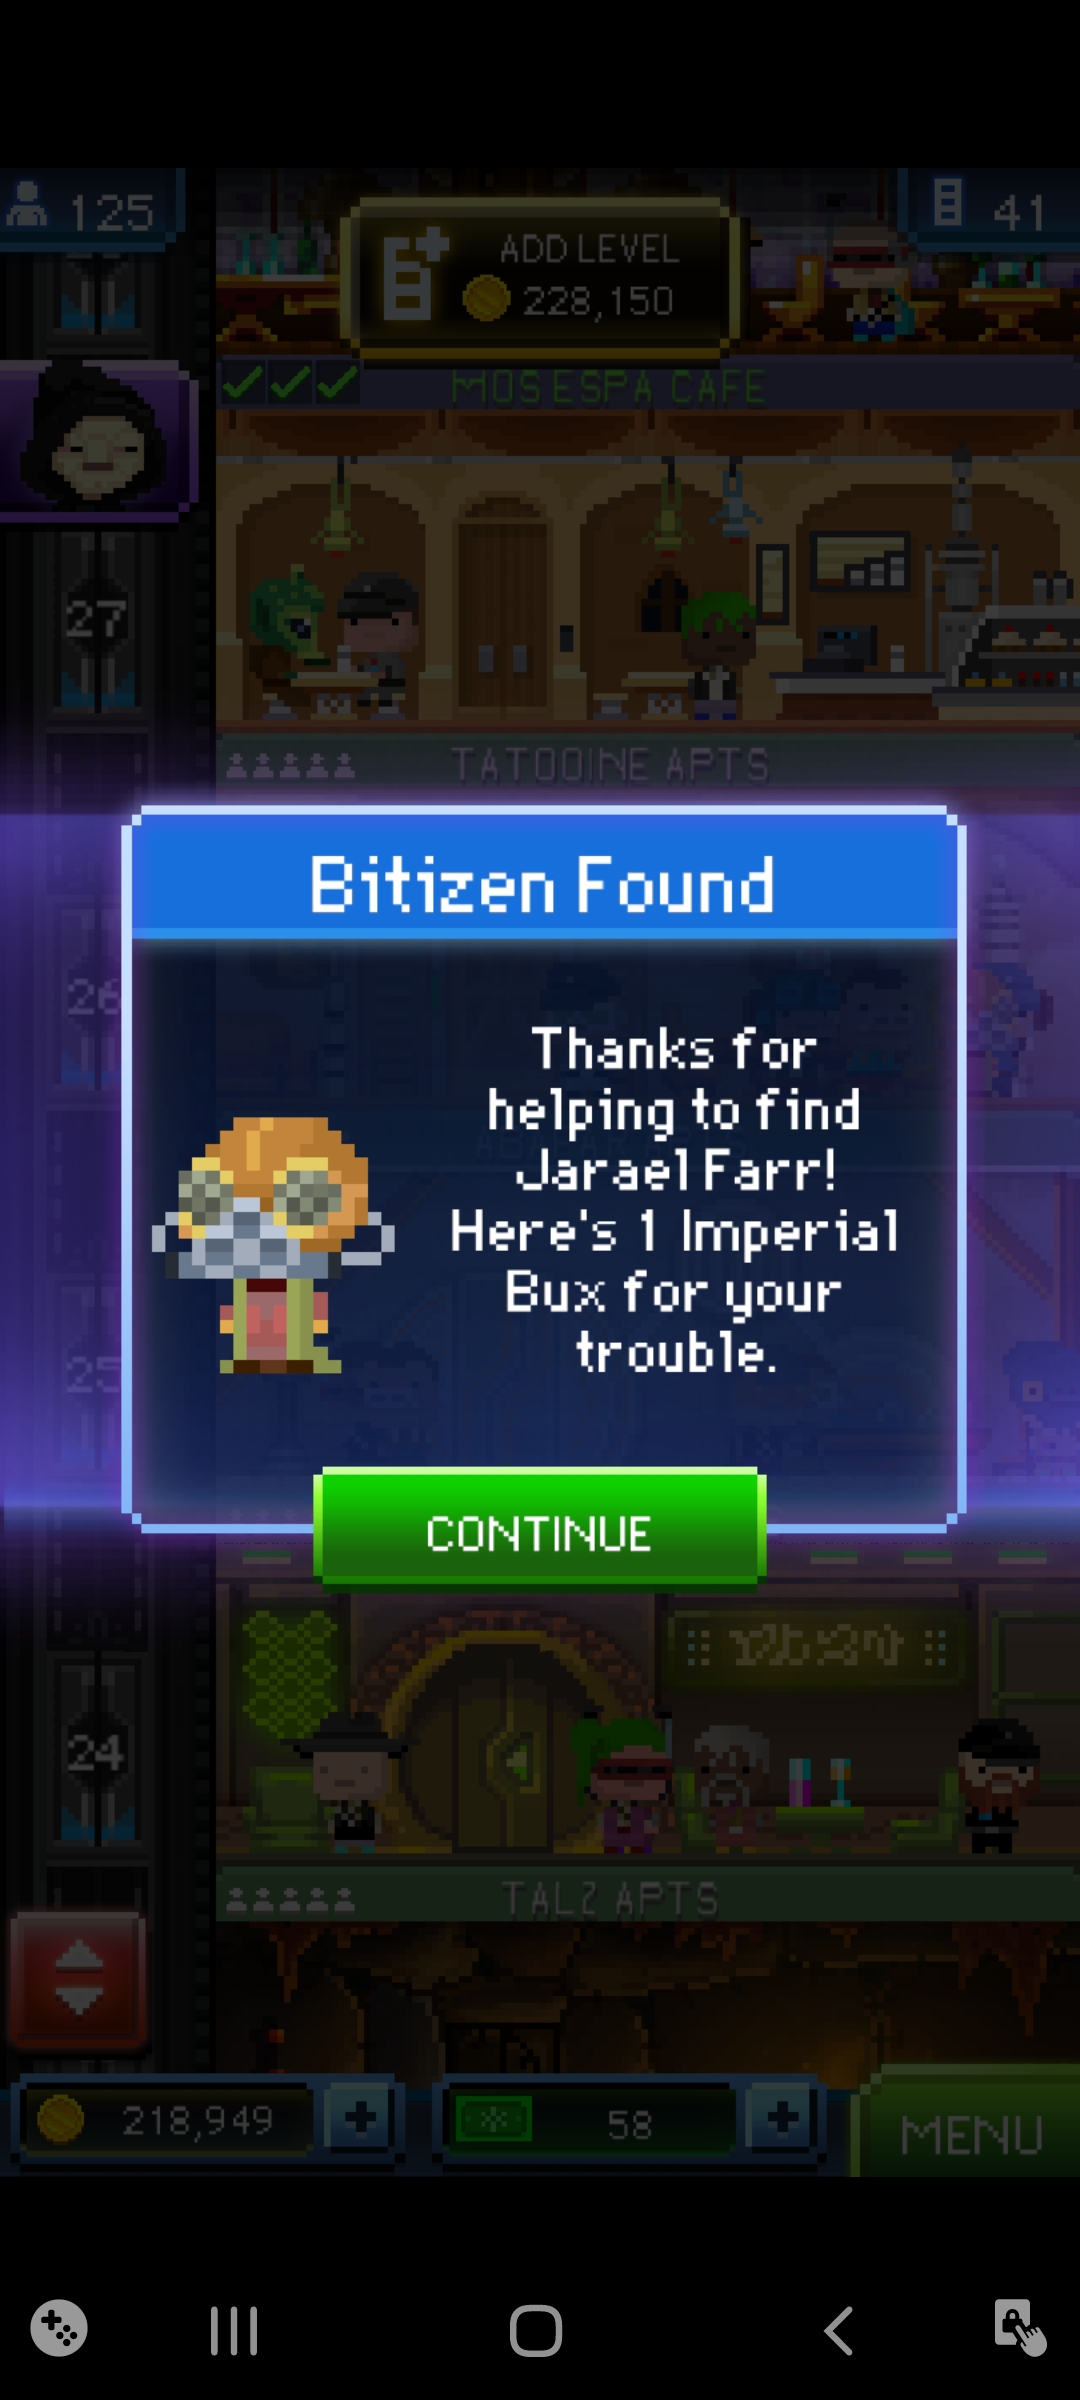 125
41
ADD LEVEL
228,150
MOS ESPA CAFE
27
TATOOINE APTS
Bitizen Found
26
Thanks for
helping to find
Jarael Farr!
Here's 1 Imperial
Bux for your
trouble.
25
CONTINUE
24
TALZ APTS
218,949
58
MENU